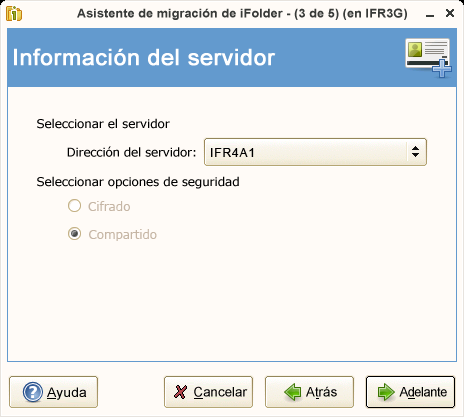 Asistente de migración de iFolder - (3 de 5) (en IFR3G)
Información del servidor
Seleccionar el servidor
Dirección del servidor: IFR4A1
Seleccionar opciones de seguridad
Cifrado
Compartido
Ayuda Cancelar Atrás Adelante